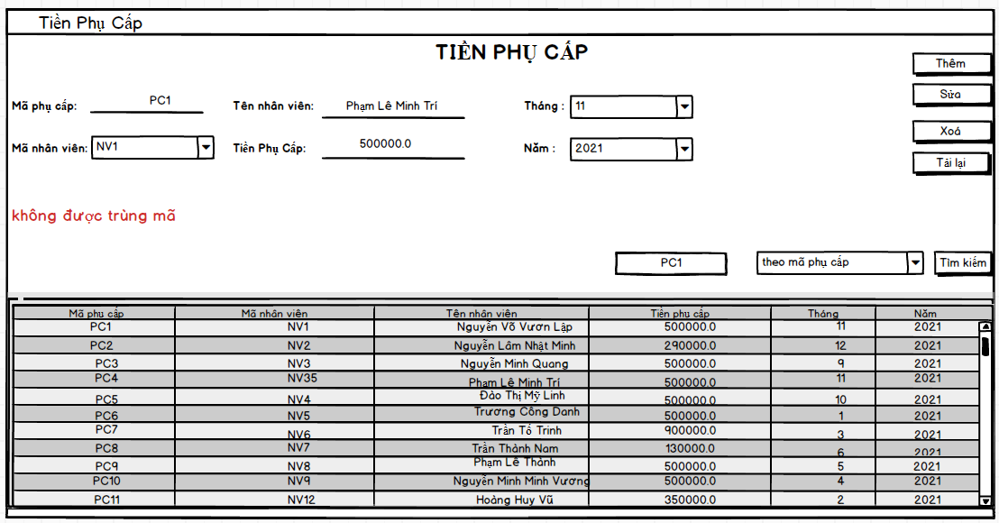 Tiền Phụ Cấp
TIỀN PHỤ CẤP
Thêm
Mã phụ cấp: PC1 Tên nhân viên: Phạm Lê Minh Trí Tháng : 11 Sửa
Mã nhân viên: NV1 Tiền Phụ Cấp: 500000.0 Năm : 2021 Xoá
Tải lại
không được trùng mã
PC1 theo mã phụ cấp Tìm kiếm
Mã phụ cấp Mã nhân viên Tên nhân viên Tiền phụ cấp Tháng Năm
PC1 NV1 Nguyễn Võ Vươn Lập 500000.0 11 2021
PC2 NV2 Nguyễn Lâm Nhật Minh 290000.0 12 2021
PC3 NV3 Nguyễn Minh Quang 500000.0 9 2021
PC4 NV35 Phạm Lê Minh Trí 500000.0 11 2021
PC5 NV4 Đào Thị Mỹ Linh 500000.0 10 2021
PC6 NV5 Trương Công Danh 500000.0 1 2021
PC7 NV6 Trần Tố Trinh 900000.0 3 2021
PC8 NV7 Trần Thành Nam 130000.0 6 2021
PC9 NV8 Phạm Lê Thành 500000.0 5 2021
PC10 NV9 Nguyễn Minh Minh Vương 500000.0 4 2021
PC11 NV12 Hoàng Huy Vũ 350000.0 2 2021